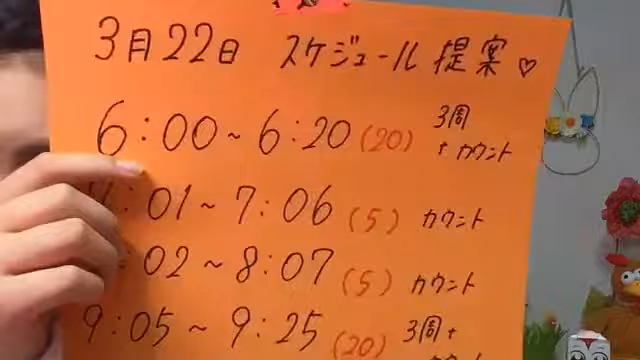 3月22日 スケジュール 提案♡
6:00~6:20(20) 3周
+カウント
:01~7:06(5) カウント
:02~8:07(5) カウント
9:05~9:25(20) 3周+